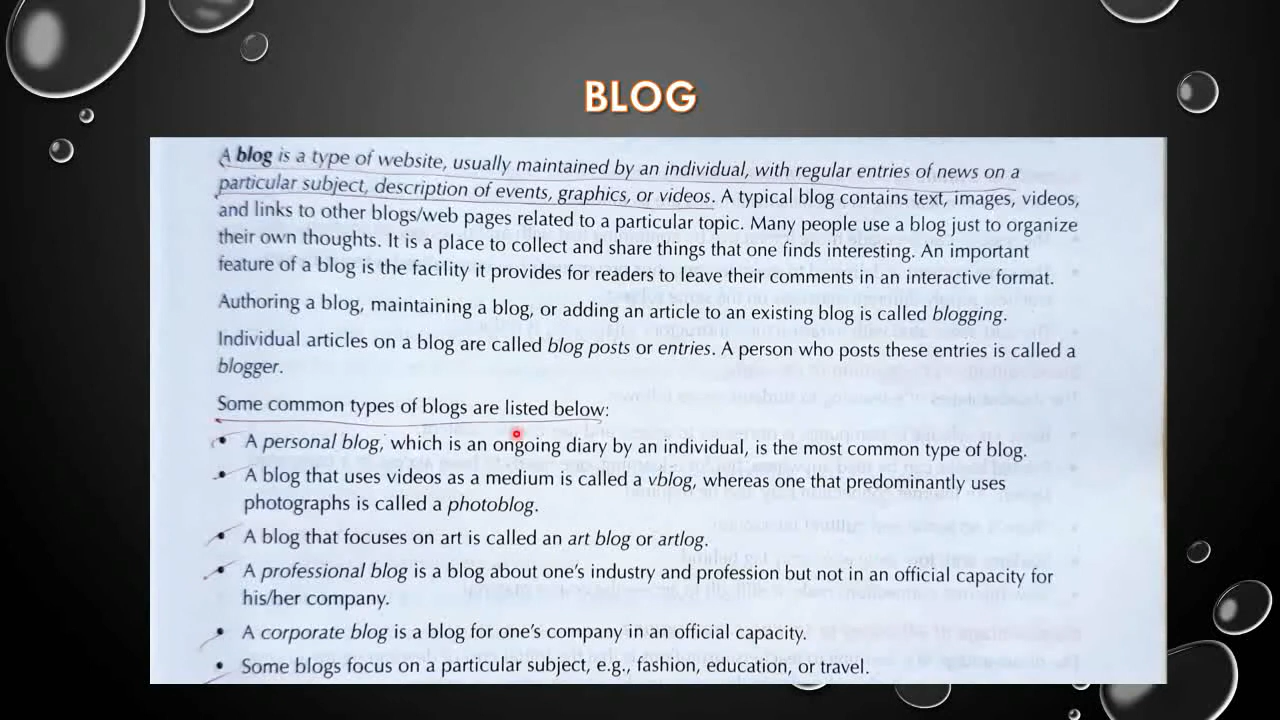 BLOG
A blog is a type of website, usually maintained by an individual, with regular entries of news on a
particular subject, description of events, graphics, or videos. A typical blog contains text, images, videos,
and links to other blogs/web pages related to a particular topic. Many people use a blog just to organize
their own thoughts. It is a place to collect and share things that one finds interesting. An important
feature of a blog is the facility it provides for readers to leave their comments in an interactive format.
Authoring a blog, maintaining a blog, or adding an article to an existing blog is called blogging.
Individual articles on a blog are called blog posts or entries. A person who posts these entries is called a
blogger.
Some common types of blogs are listed below:
• A personal blog, which is an ongoing diary by an individual, is the most common type of blog.
• A blog that uses videos as a medium is called a vblog, whereas one that predominantly uses
photographs is called a photoblog.
• A blog that focuses on art is called an art blog or artlog.
• A professional blog is a blog about one's industry and profession but not in an official capacity for
his/her company.
• A corporate blog is a blog for one's company in an official capacity.
• Some blogs focus on a particular subject, e.g., fashion, education, or travel.